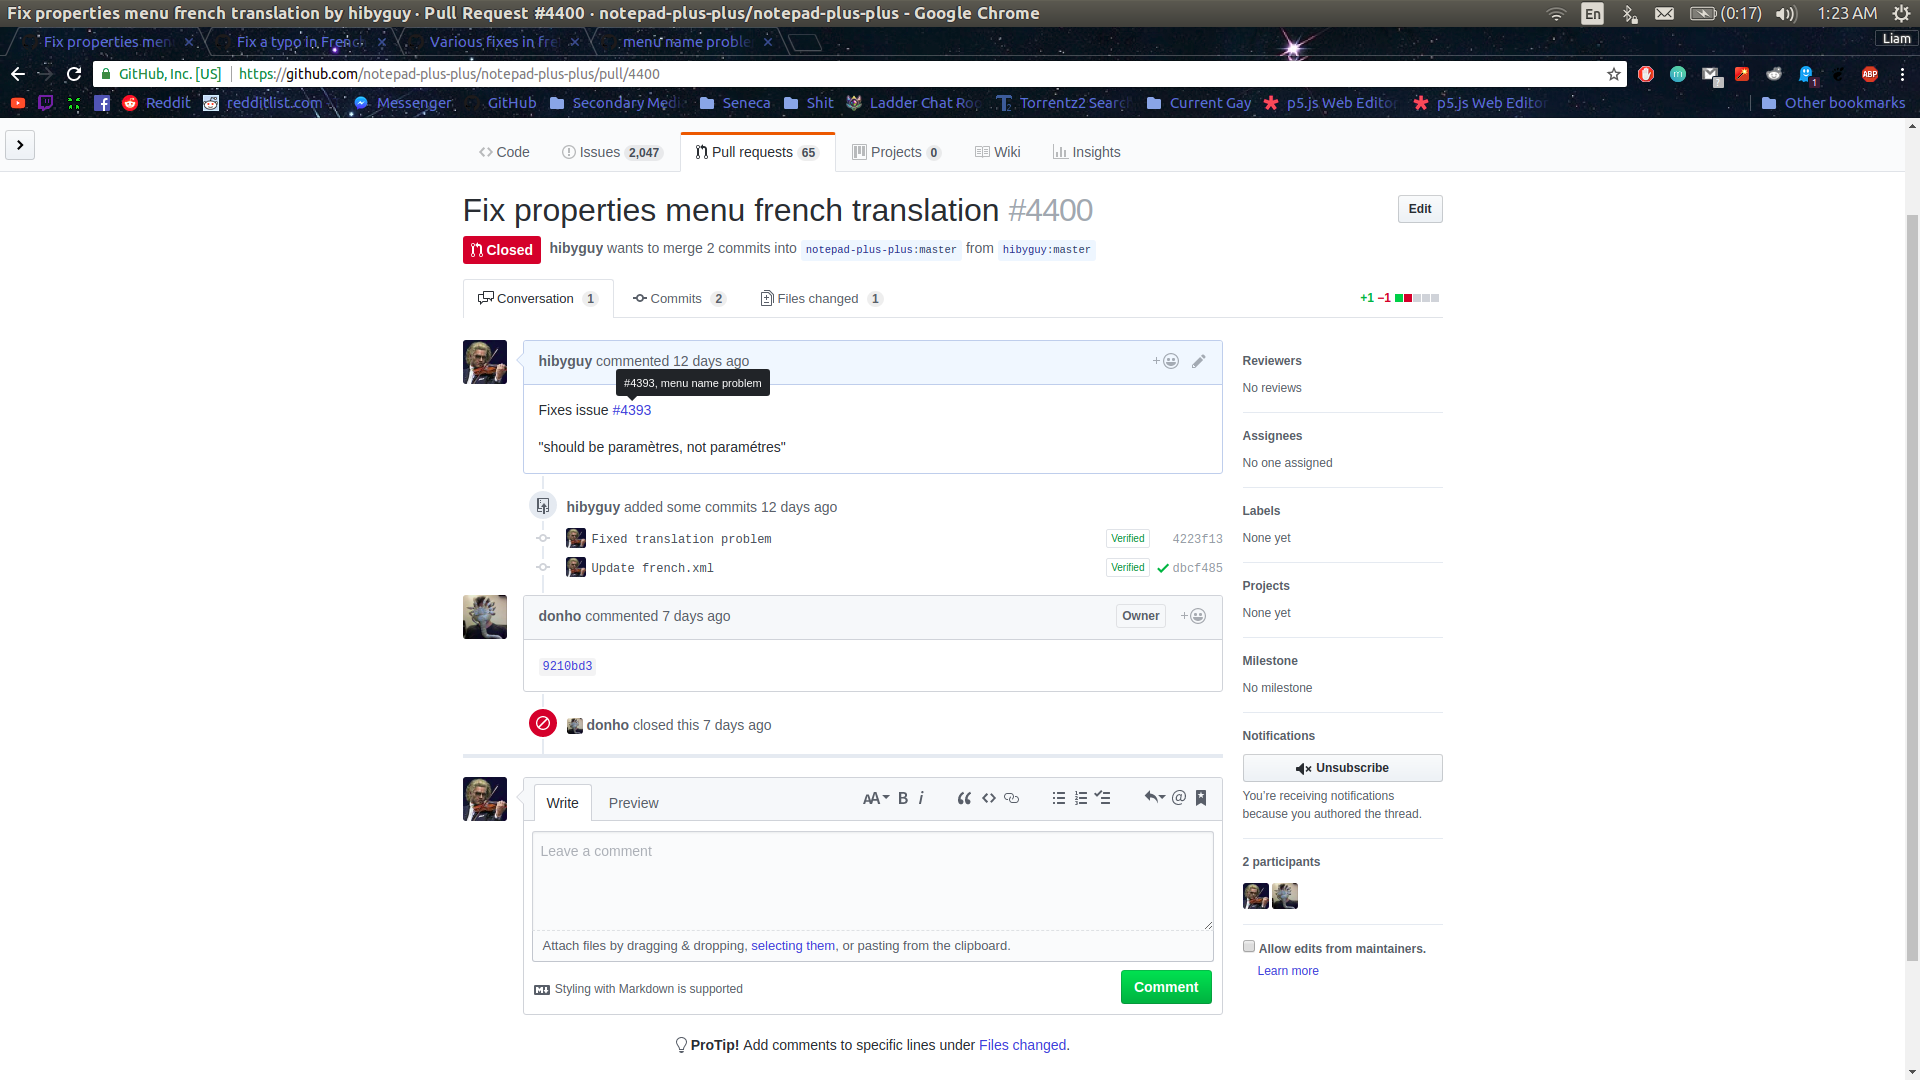 Fix properties menu french translation by hibyguy · Pull Request #4400 · notepad-plus-plus/notepad-plus-plus - Google Chrome
En
(0:17)
1:23 AM
Fix properties men
Fix a typo in Frenc
Various fixes in fre
menu name proble
Liam
GitHub, Inc. [US]
https://github.com/notepad-plus-plus/notepad-plus-plus/pull/4400
Reddit
redditlist.com
Messenger
GitHub
Secondary Medi
Seneca
Shit
Ladder Chat Rop
Torrentz2 Search
Current Gay
p5.js Web Editor
p5.js Web Editor
Other bookmarks
Code
Issues 2,047
Pull requests 65
Projects 0
Wiki
Insights
Fix properties menu french translation #4400
Edit
Closed
hibyguy wants to merge 2 commits into notepad-plus-plus:master from hibyguy:master
Conversation 1
Commits 2
Files changed 1
+1 −1
hibyguy commented 12 days ago
#4393, menu name problem
Fixes issue #4393
"should be paramètres, not paramétres"
hibyguy added some commits 12 days ago
Fixed translation problem
Verified
4223f13
Update french.xml
Verified
dbcf485
donho commented 7 days ago
Owner
9210bd3
donho closed this 7 days ago
Write
Preview
AA B i
Leave a comment
Attach files by dragging & dropping, selecting them, or pasting from the clipboard.
Styling with Markdown is supported
Comment
ProTip! Add comments to specific lines under Files changed.
Reviewers
No reviews
Assignees
No one assigned
Labels
None yet
Projects
None yet
Milestone
No milestone
Notifications
Unsubscribe
You're receiving notifications
because you authored the thread.
2 participants
Allow edits from maintainers.
Learn more